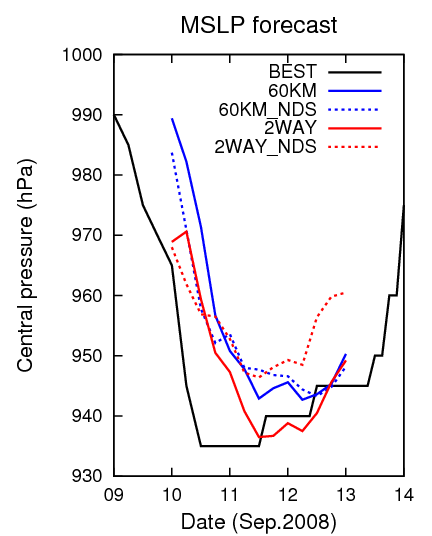 MSLP forecast
1000
990
980
970
960
950
940
930
Central pressure (hPa)
BEST
60KM
60KM_NDS
2WAY
2WAY_NDS
09 10 11 12 13 14
Date (Sep.2008)